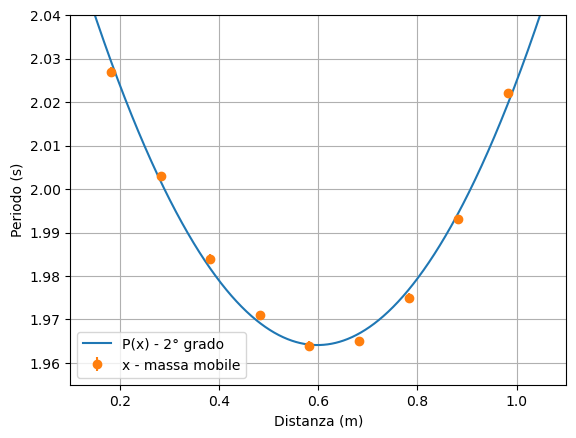 2.04
2.03
2.02
2.01
2.00
1.99
1.98
1.97
1.96
Periodo (s)
P(x) - 2° grado
x - massa mobile
0.2 0.4 0.6 0.8 1.0
Distanza (m)